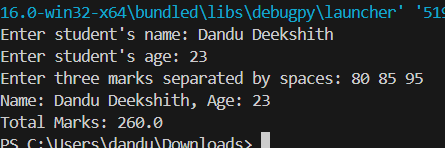 16.0-win32-x64\bundled\libs\debugpy\launcher' '519
Enter student's name: Dandu Deekshith
Enter student's age: 23
Enter three marks separated by spaces: 80 85 95
Name: Dandu Deekshith, Age: 23
Total Marks: 260.0
PS C:\Users\dandu\Downloads>